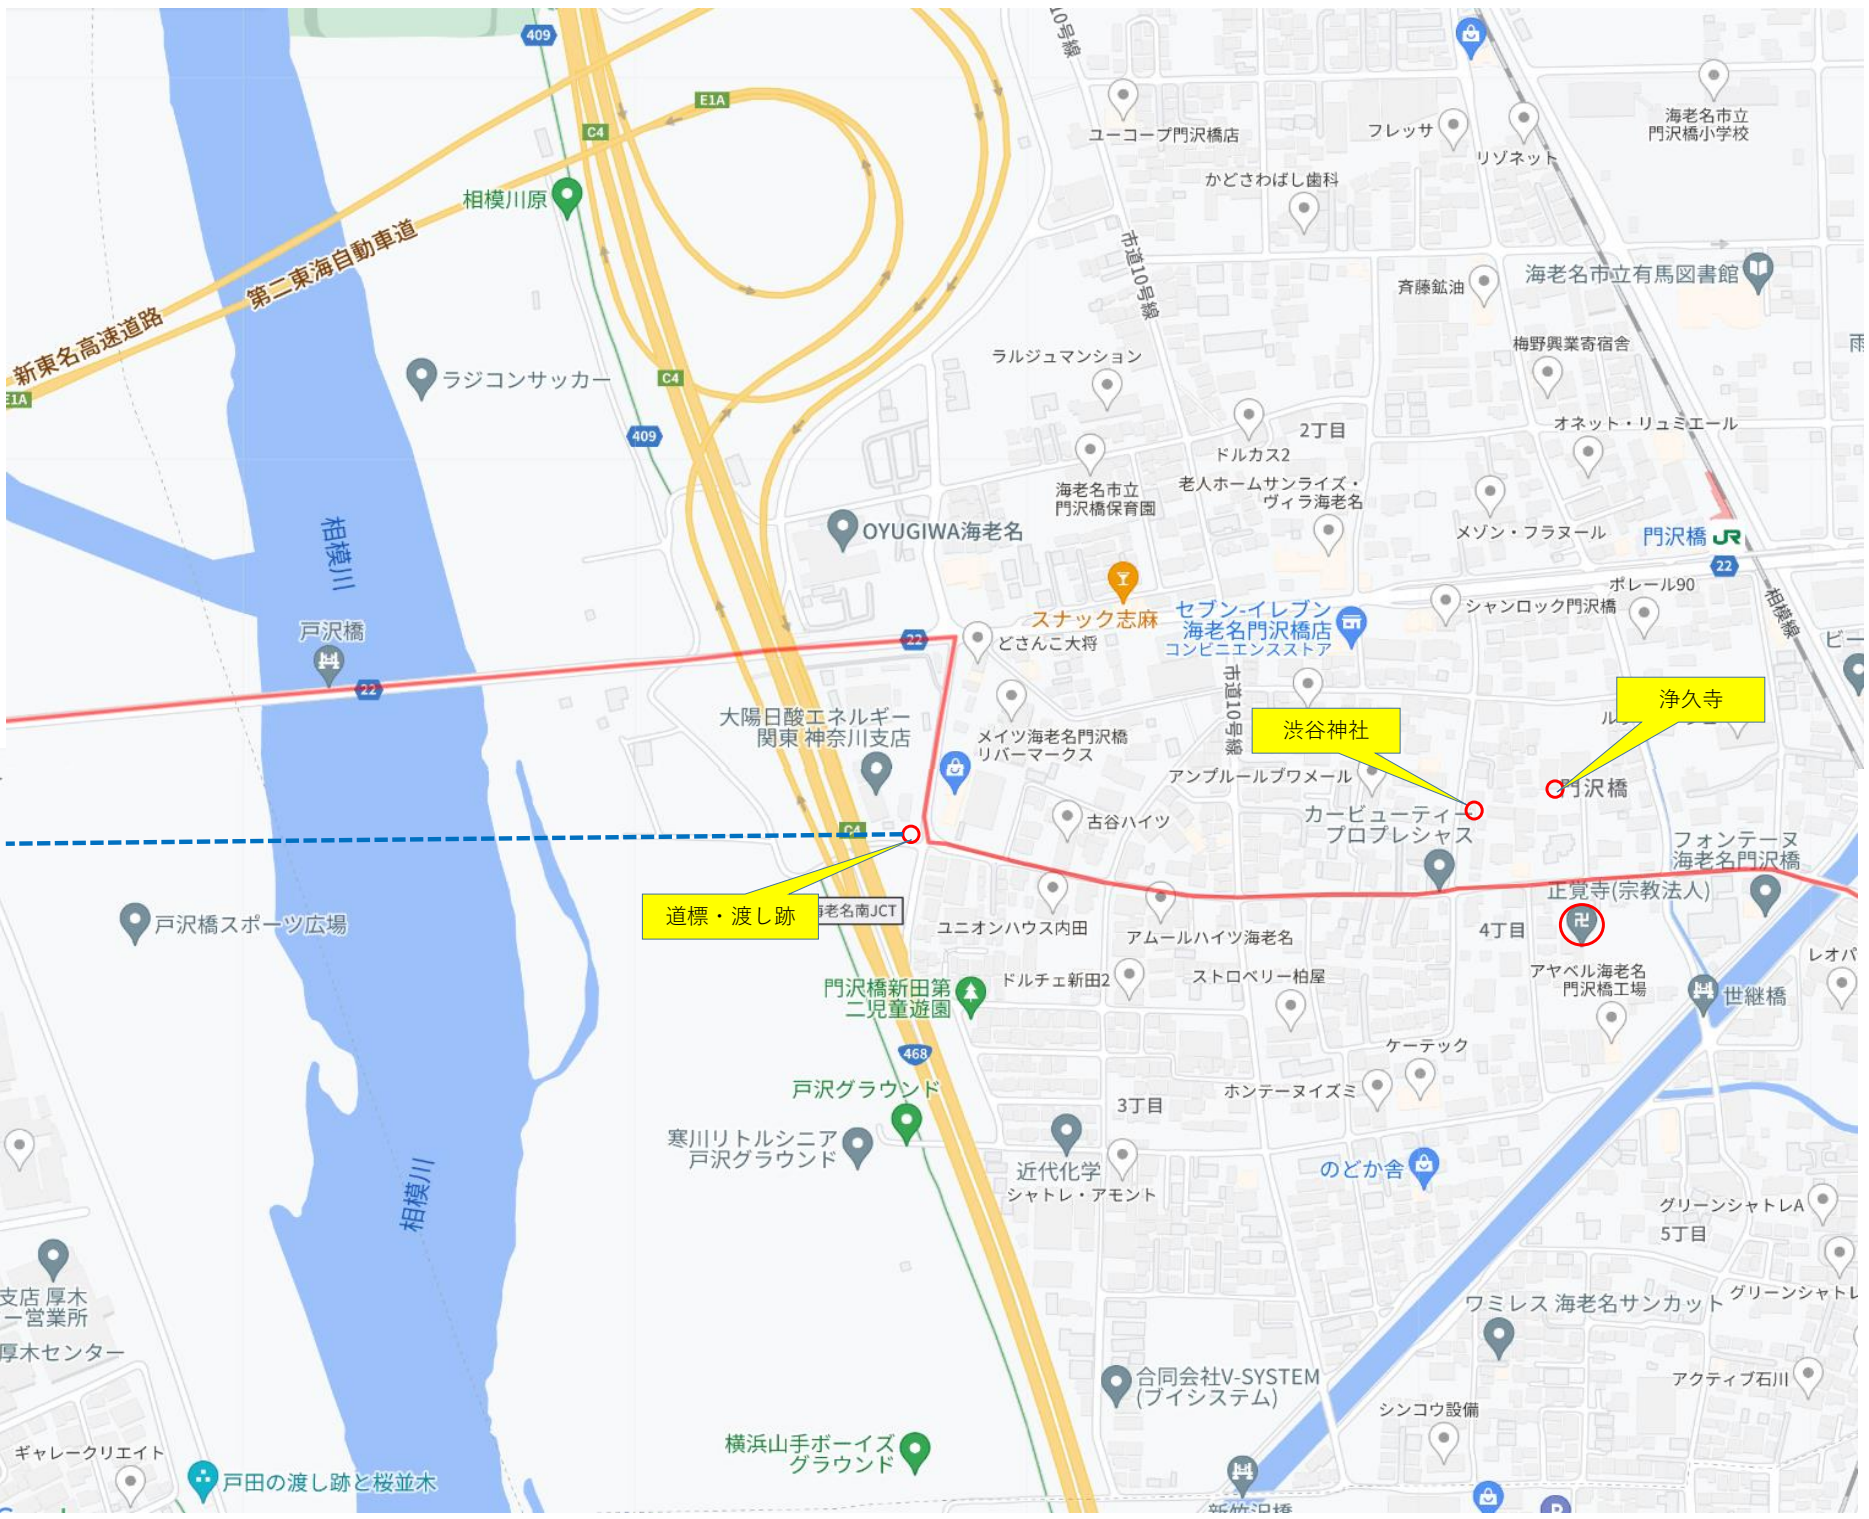 409
10号線
E1A
C4
ユーコープ門沢橋店
フレッサ
リゾネット
海老名市立
門沢橋小学校
かどさわばし歯科
相模川原
市道10号線
第二東海自動車道
斉藤鉱油
海老名市立有馬図書館
新東名高速道路
E1A
梅野興業寄宿舎
雨
ラルジュマンション
ラジコンサッカー
C4
409
2丁目
ドルカス2
オネット・リュミエール
海老名市立
門沢橋保育園
老人ホームサンライズ・
ヴィラ海老名
OYUGIWA海老名
メゾン・フラヌール
門沢橋 JR
22
相模川
ポレール90
スナック志麻
セブン-イレブン
海老名門沢橋店
コンビニエンスストア
シャンロック門沢橋
相模線
戸沢橋
22
どさんこ大将
ビー
22
市道10号線
浄久寺
大陽日酸エネルギー
関東 神奈川支店
メイツ海老名門沢橋
リバーマークス
渋谷神社
アンプルールブワメール
門沢橋
カービューティー
プロプレシャス
古谷ハイツ
C4
フォンテーヌ
海老名門沢橋
正覚寺(宗教法人)
道標・渡し跡
海老名南JCT
戸沢橋スポーツ広場
ユニオンハウス内田
アムールハイツ海老名
4丁目
レオパ
アヤベル海老名
門沢橋工場
ドルチェ新田2
ストロベリー柏屋
門沢橋新田第
二児童遊園
世継橋
468
ケーテック
戸沢グラウンド
ホンテーヌイズミ
3丁目
寒川リトルシニア
戸沢グラウンド
近代化学
シャトレ・アモント
のどか舎
相模川
グリーンシャトレA
5丁目
支店 厚木
ー営業所
厚木センター
ワミレス 海老名サンカット
グリーンシャトレ
合同会社V-SYSTEM
(ブイシステム)
アクティブ石川
シンコウ設備
ギャレークリエイト
横浜山手ボーイズ
グラウンド
戸田の渡し跡と桜並木
新竹沢橋
P